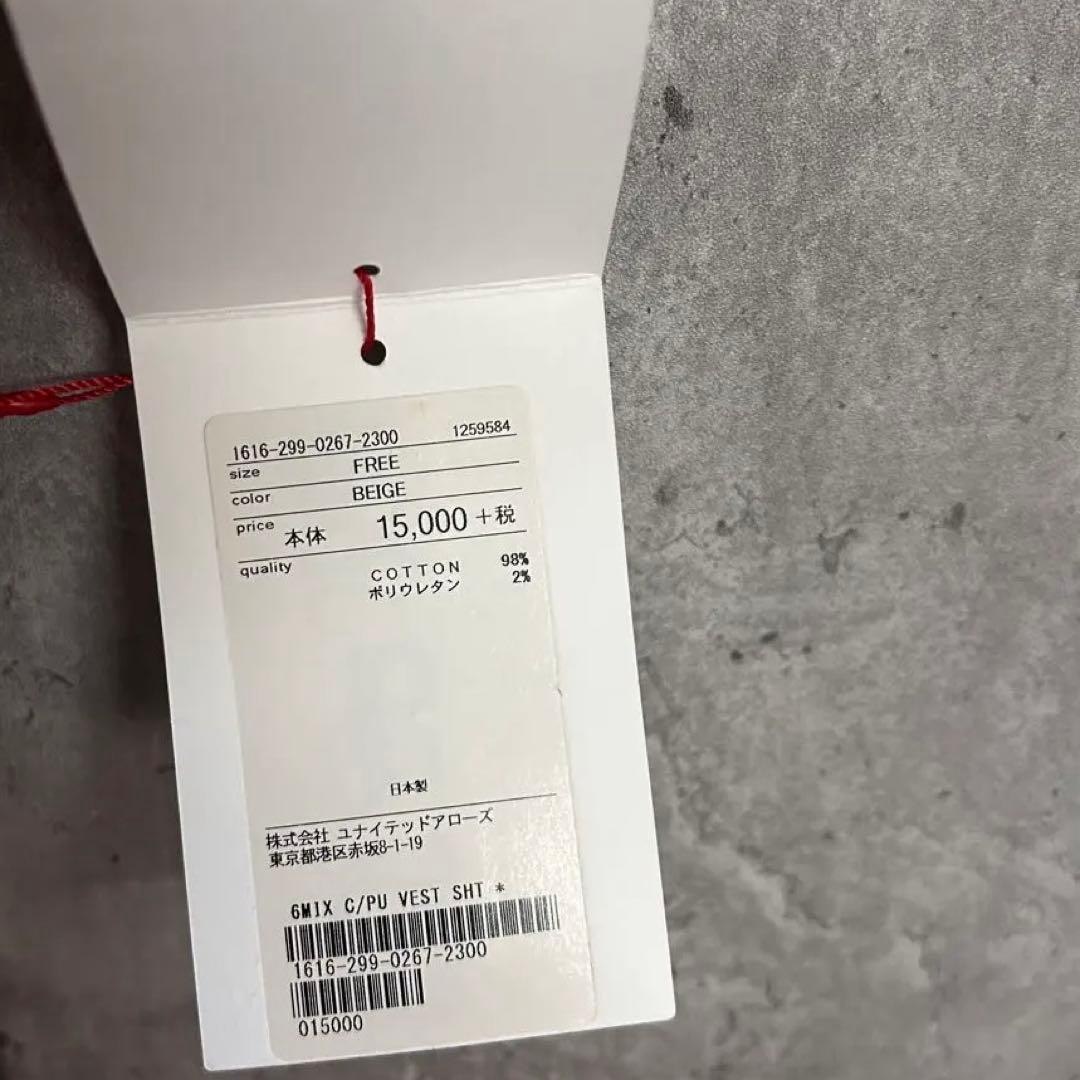 1616-299-0267-2300 1259584
size FREE
color BEIGE
price 本体 15,000 +税
quality COTTON 98%
ポリウレタン 2%
日本製
株式会社 ユナイテッドアローズ
東京都港区赤坂8-1-19
6MIX C/PU VEST SHT *
1616-299-0267-2300
015000